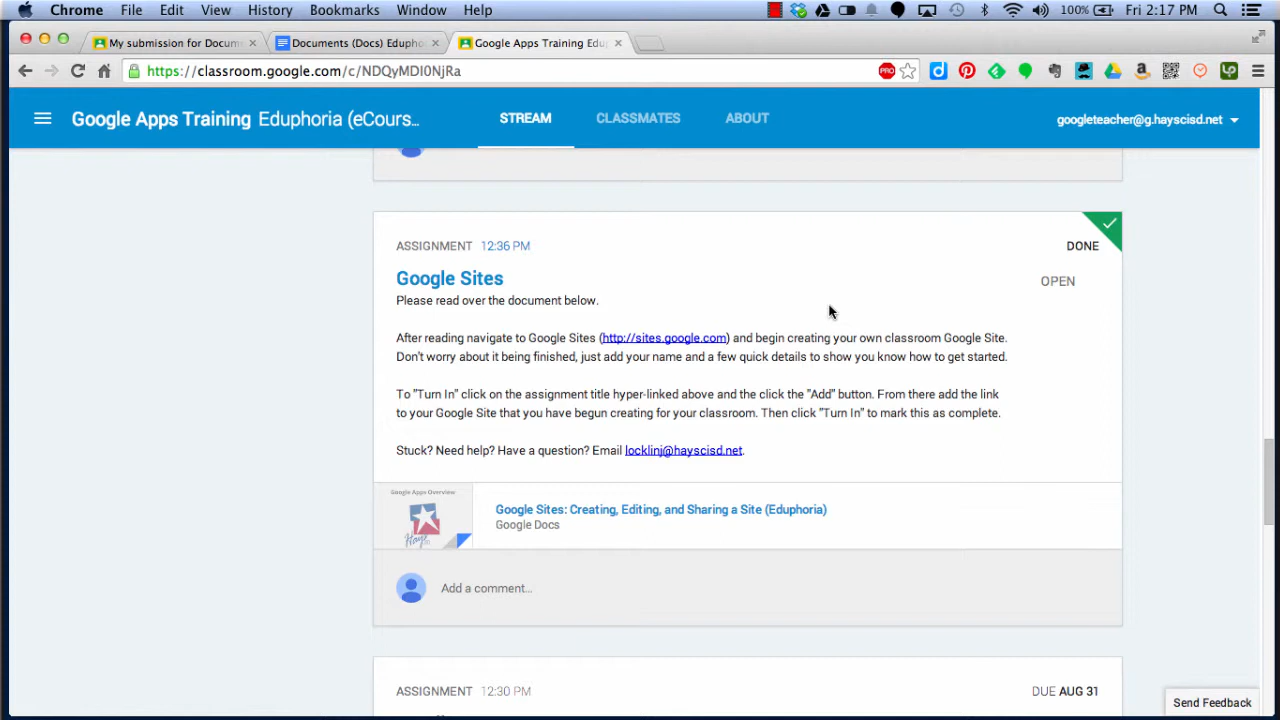 Chrome File Edit View History Bookmarks Window Help 100% Fri 2:17 PM
My submission for Docum Documents (Docs) Edupho Google Apps Training Edu
https://classroom.google.com/c/NDQyMDI0NjRa PRO
Google Apps Training Eduphoria (eCours... STREAM CLASSMATES ABOUT googleteacher@g.hayscisd.net
ASSIGNMENT 12:36 PM DONE
Google Sites OPEN
Please read over the document below.
After reading navigate to Google Sites (http://sites.google.com) and begin creating your own classroom Google Site.
Don't worry about it being finished, just add your name and a few quick details to show you know how to get started.
To "Turn In" click on the assignment title hyper-linked above and the click the "Add" button. From there add the link
to your Google Site that you have begun creating for your classroom. Then click "Turn In" to mark this as complete.
Stuck? Need help? Have a question? Email locklinj@hayscisd.net.
Google Apps Overview
Hays
Google Sites: Creating, Editing, and Sharing a Site (Eduphoria)
Google Docs
Add a comment...
ASSIGNMENT 12:30 PM DUE AUG 31
Send Feedback